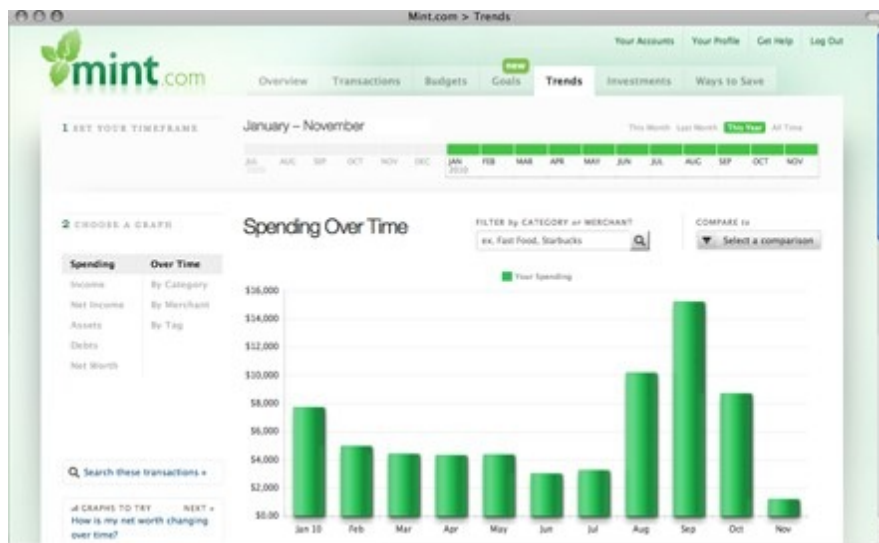 Mint.com > Trends
Your Accounts Your Profile Get Help Log Out
mint.com
new
Overview Transactions Budgets Goals Trends Investments Ways to Save
1 SET YOUR TIMEFRAME
January – November
This Month Last Month This Year All Time
JUL AUG SEP OCT NOV DEC JAN FEB MAR APR MAY JUN JUL AUG SEP OCT NOV
2010
2 CHOOSE A GRAPH
Spending Over Time
Income By Category
Net Income By Merchant
Assets By Tag
Debts
Net Worth
Search these transactions »
GRAPHS TO TRY NEXT »
How is my net worth changing
over time?
Spending Over Time
FILTER by CATEGORY or MERCHANT
ex. Fast Food, Starbucks
COMPARE to
Select a comparison
Your Spending
$16,000
$14,000
$12,000
$10,000
$8,000
$6,000
$4,000
$2,000
$0.00
Jan 10 Feb Mar Apr May Jun Jul Aug Sep Oct Nov